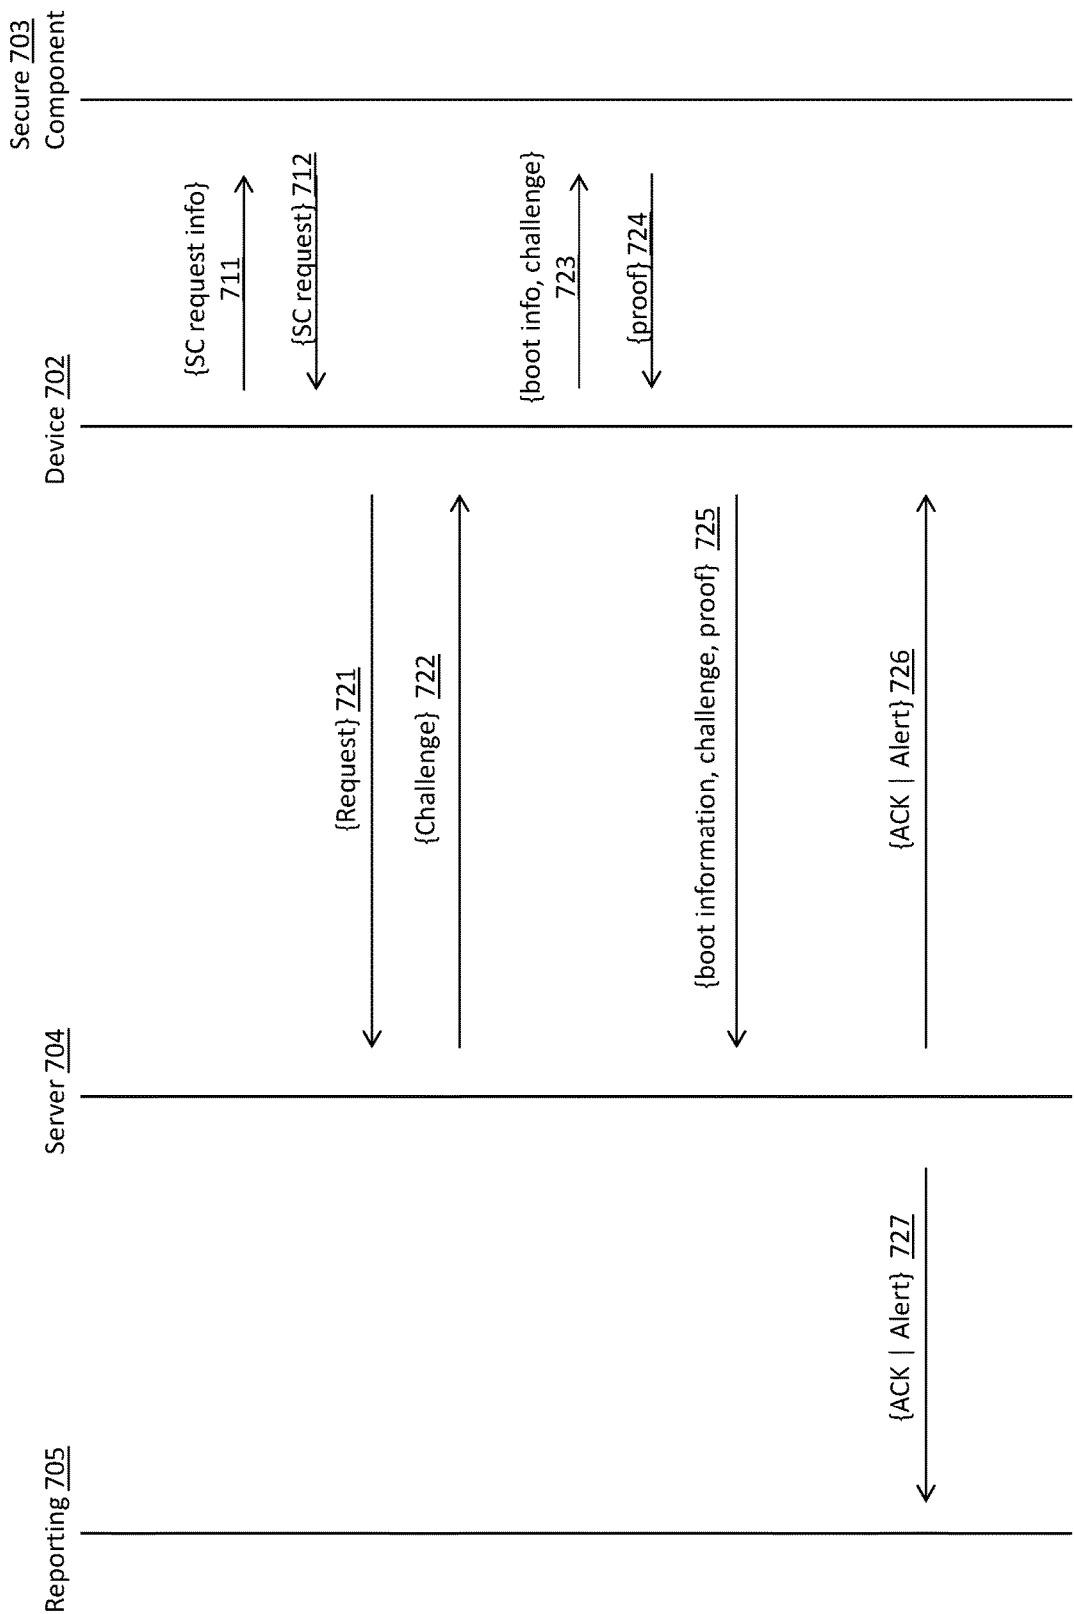 Reporting 705
Server 704
Device 702
Secure 703
Component
{SC request info}
711
{SC request} 712
{Request} 721
{Challenge} 722
{boot info, challenge}
723
{proof} 724
{boot information, challenge, proof} 725
{ACK | Alert} 727
{ACK | Alert} 726